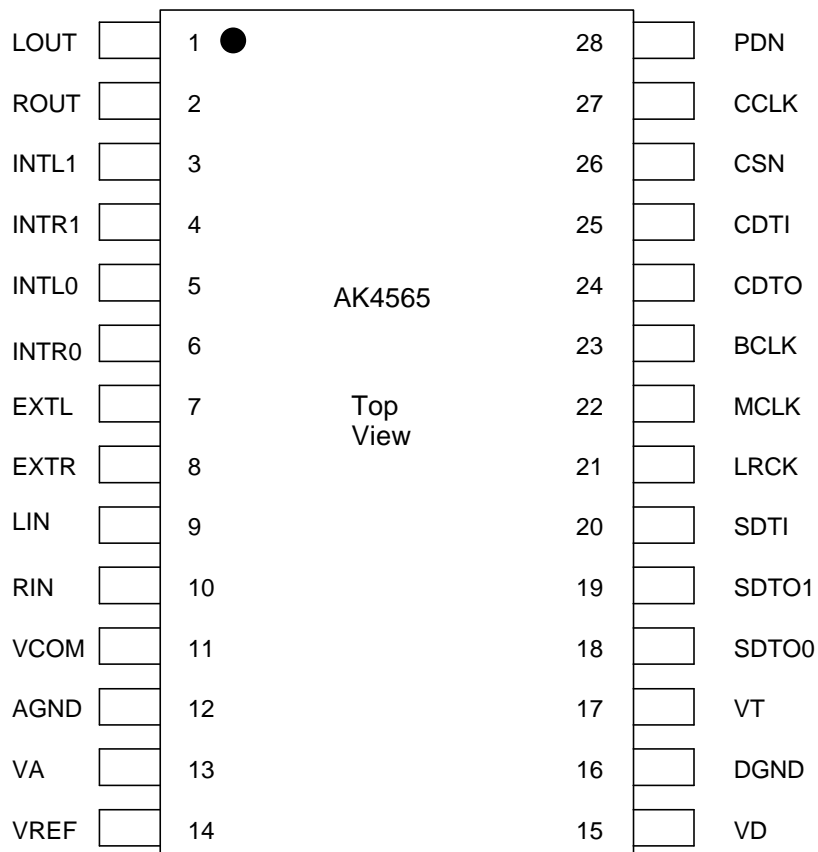 LOUT 1 28 PDN
ROUT 2 27 CCLK
INTL1 3 26 CSN
INTR1 4 25 CDTI
INTL0 5 24 CDTO
AK4565
INTR0 6 23 BCLK
EXTL 7 Top 22 MCLK
View
EXTR 8 21 LRCK
LIN 9 20 SDTI
RIN 10 19 SDTO1
VCOM 11 18 SDTO0
AGND 12 17 VT
VA 13 16 DGND
VREF 14 15 VD